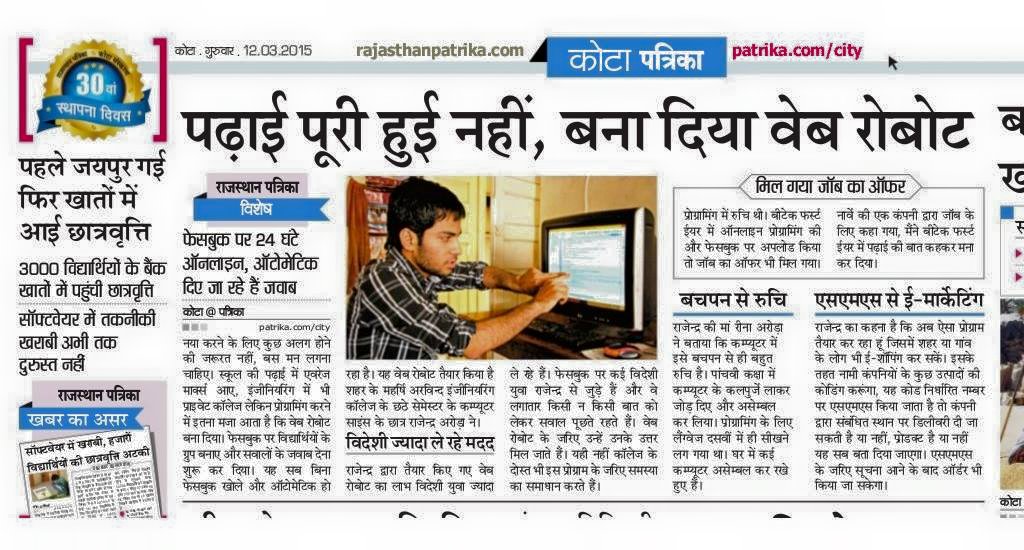 कोटा . गुरुवार . 12.03.2015
rajasthanpatrika.com
कोटा पत्रिका
patrika.com/city
30वां
स्थापना दिवस
पहले जयपुर गई
फिर खातों में
आई छात्रवृत्ति
3000 विद्यार्थियों के बैंक
खातों में पहुंची छात्रवृत्ति
सॉफ्टवेयर में तकनीकी
खराबी अभी तक
दुरुस्त नहीं
राजस्थान पत्रिका
खबर का असर
सॉफ्टवेयर में खराबी, हजारों
विद्यार्थियों की छात्रवृत्ति अटकी
पढ़ाई पूरी हुई नहीं, बना दिया वेब रोबोट
राजस्थान पत्रिका
विशेष
फेसबुक पर 24 घंटे
ऑनलाइन, ऑटोमेटिक
दिए जा रहे हैं जवाब
कोटा @ पत्रिका
patrika.com/city
नया करने के लिए कुछ अलग होने
की जरूरत नहीं, बस मन लगना
चाहिए। स्कूल की पढ़ाई में एवरेज
मार्क्स आए, इंजीनियरिंग में भी
प्राइवेट कॉलेज लेकिन प्रोग्रामिंग करने
में इतना मजा आता है कि वेब रोबोट
बना दिया। फेसबुक पर विद्यार्थियों के
ग्रुप बनाए और सवालों के जवाब देना
शुरू कर दिया। यह सब बिना
फेसबुक खोले और ऑटोमेटिक हो
रहा है। यह वेब रोबोट तैयार किया है
शहर के महर्षि अरविन्द इंजीनियरिंग
कॉलेज के छठे सेमेस्टर के कम्प्यूटर
साइंस के छात्र राजेन्द्र अरोड़ा ने।
विदेशी ज्यादा ले रहे मदद
राजेन्द्र द्वारा तैयार किए गए वेब
रोबोट का लाभ विदेशी युवा ज्यादा
ले रहे हैं। फेसबुक पर कई विदेशी
युवा राजेन्द्र से जुड़े हैं और वे
लगातार किसी न किसी बात को
लेकर सवाल पूछते रहते हैं। वेब
रोबोट के जरिए उन्हें उनके उत्तर
मिल जाते हैं। यही नहीं कॉलेज के
दोस्त भी इस प्रोग्राम के जरिए समस्या
का समाधान करते हैं।
मिल गया जॉब का ऑफर
प्रोग्रामिंग में रुचि थी। बीटेक फर्स्ट
ईयर में ऑनलाइन प्रोग्रामिंग की
और फेसबुक पर अपलोड किया
तो जॉब का ऑफर भी मिल गया।
नार्वे की एक कंपनी द्वारा जॉब के
लिए कहा गया, मैंने बीटेक फर्स्ट
ईयर में पढ़ाई की बात कहकर मना
कर दिया।
बचपन से रुचि
राजेन्द्र की मां रीना अरोड़ा
ने बताया कि कम्प्यूटर में
इसे बचपन से ही बहुत
रुचि है। पांचवी कक्षा में
कम्प्यूटर के कलपुर्जे लाकर
जोड़ दिए और असेम्बल
कर लिया। प्रोग्रामिंग के लिए
लैंग्वेज दसवीं में ही सीखने
लग गया था। घर में कई
कम्प्यूटर असेम्बल कर रखे
हुए हैं।
एसएमएस से ई-मार्केटिंग
राजेन्द्र का कहना है कि अब ऐसा प्रोग्राम
तैयार कर रहा हूं जिसमें शहर या गांव
के लोग भी ई-शॉपिंग कर सकें। इसके
तहत नामी कंपनियों के कुछ उत्पादों की
कोडिंग करूंगा, यह कोड निर्धारित नम्बर
पर एसएमएस किया जाता है तो कंपनी
द्वारा संबंधित स्थान पर डिलीवरी दी जा
सकती है या नहीं, प्रोडक्ट है या नहीं
यह सब बता दिया जाएगा। एसएमएस
के जरिए सूचना आने के बाद ऑर्डर भी
किया जा सकेगा।
कोटा